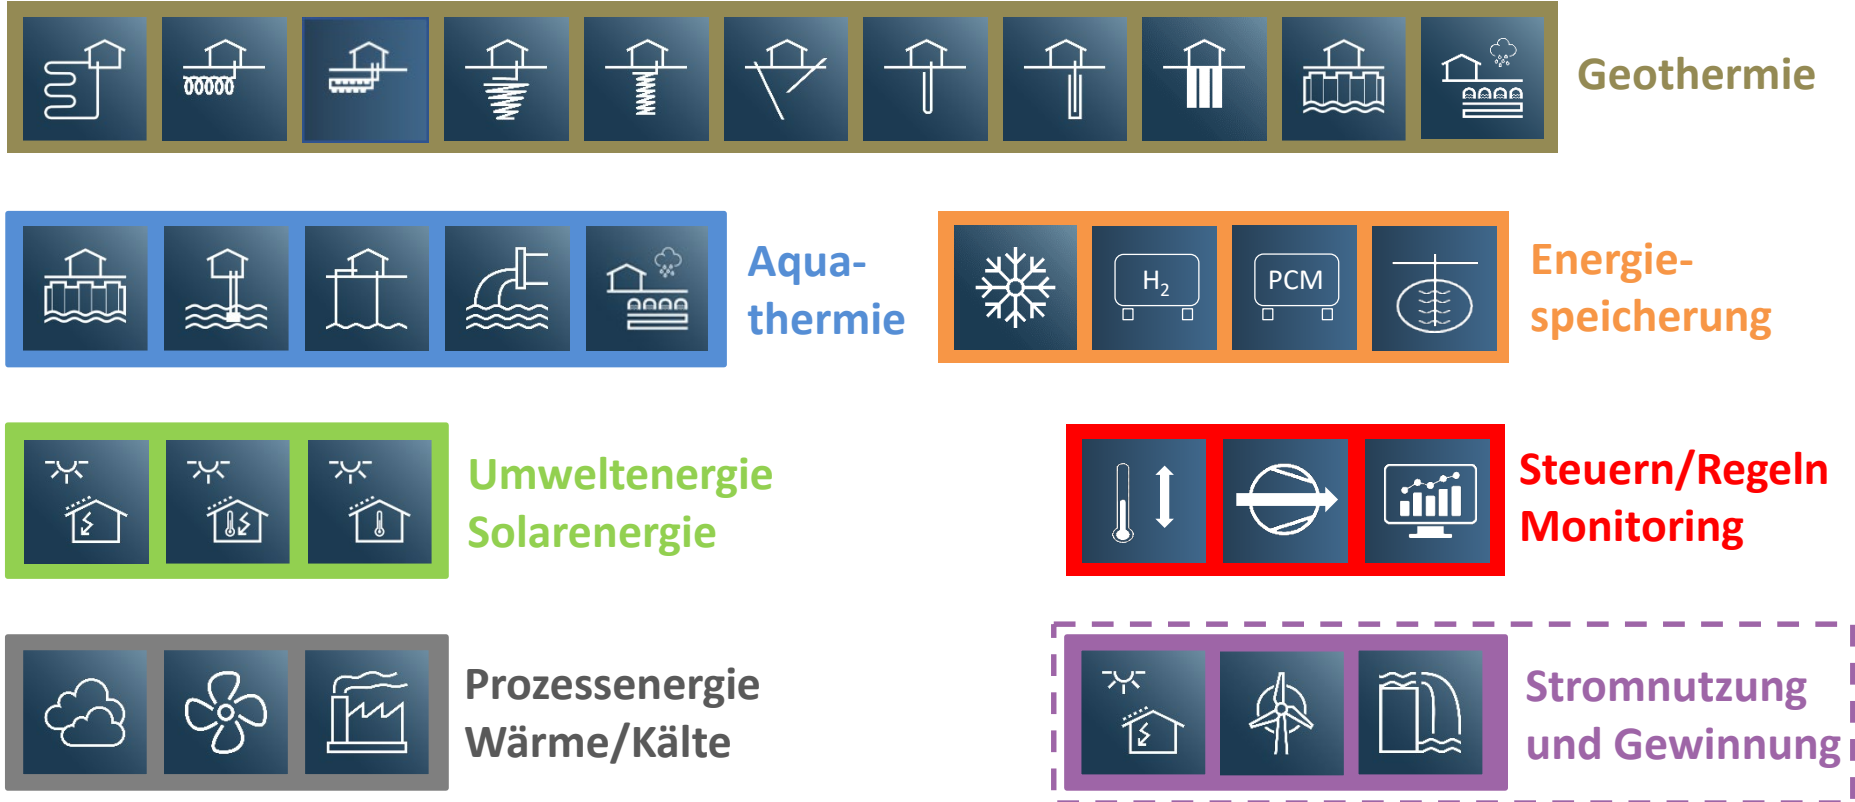 Geothermie
Aqua-
thermie
H2
PCM
Energie-
speicherung
Umweltenergie
Solarenergie
Steuern/Regeln
Monitoring
Prozessenergie
Wärme/Kälte
Stromnutzung
und Gewinnung